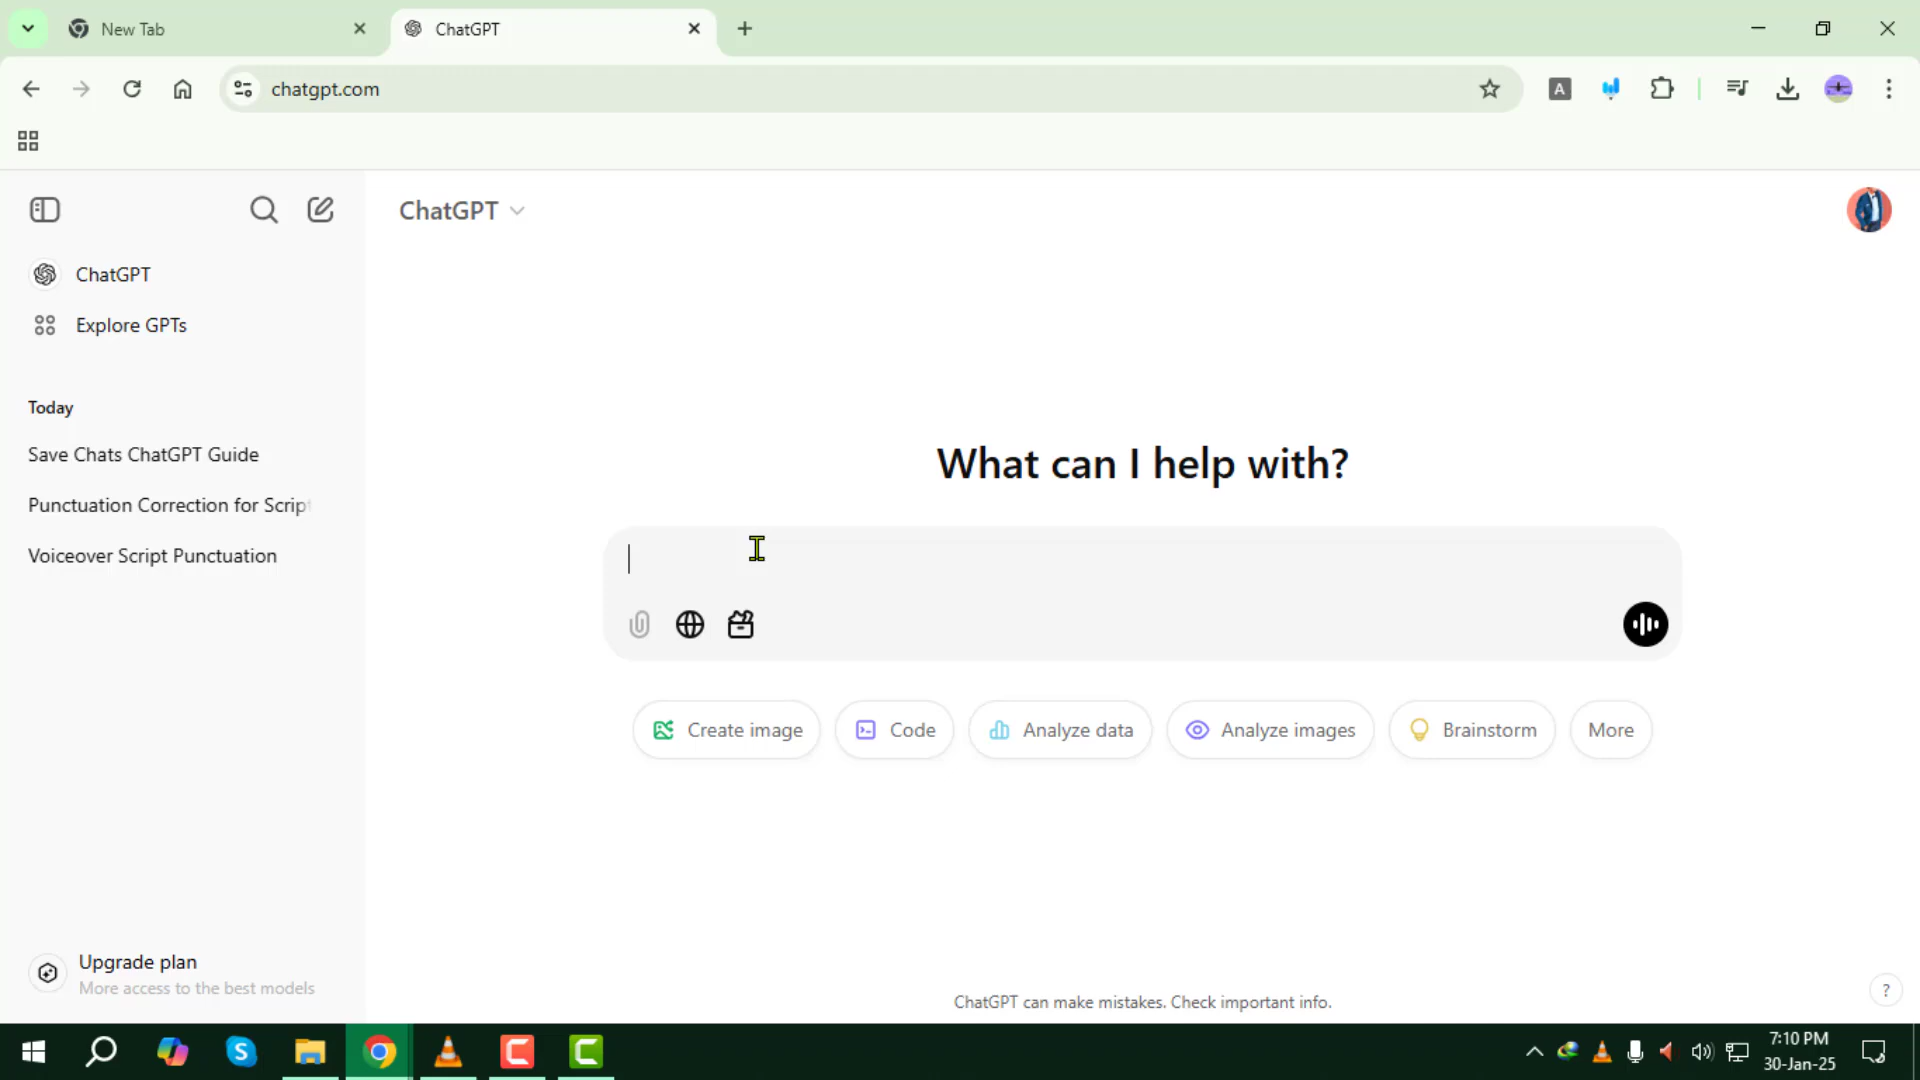 New Tab
ChatGPT
chatgpt.com
A
ChatGPT
ChatGPT
Explore GPTs
Today
Save Chats ChatGPT Guide
Punctuation Correction for Script
Voiceover Script Punctuation
What can I help with?
Create image
Code
Analyze data
Analyze images
Brainstorm
More
Upgrade plan
More access to the best models
ChatGPT can make mistakes. Check important info.
?
7:10 PM
30-Jan-25